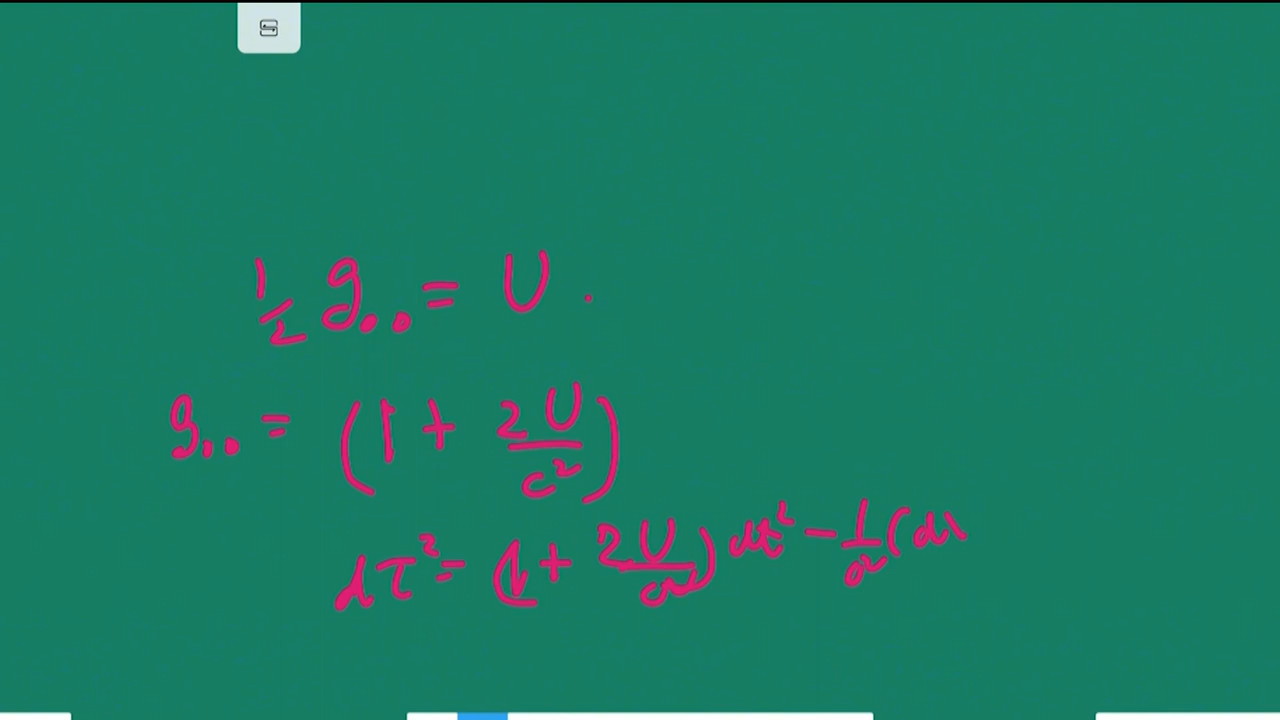 ½ g₀₀ = U .
g₀₀ = (1 + 2U/c²)
dτ² = (1 + 2U/c²) dt² − 1/c² (dx